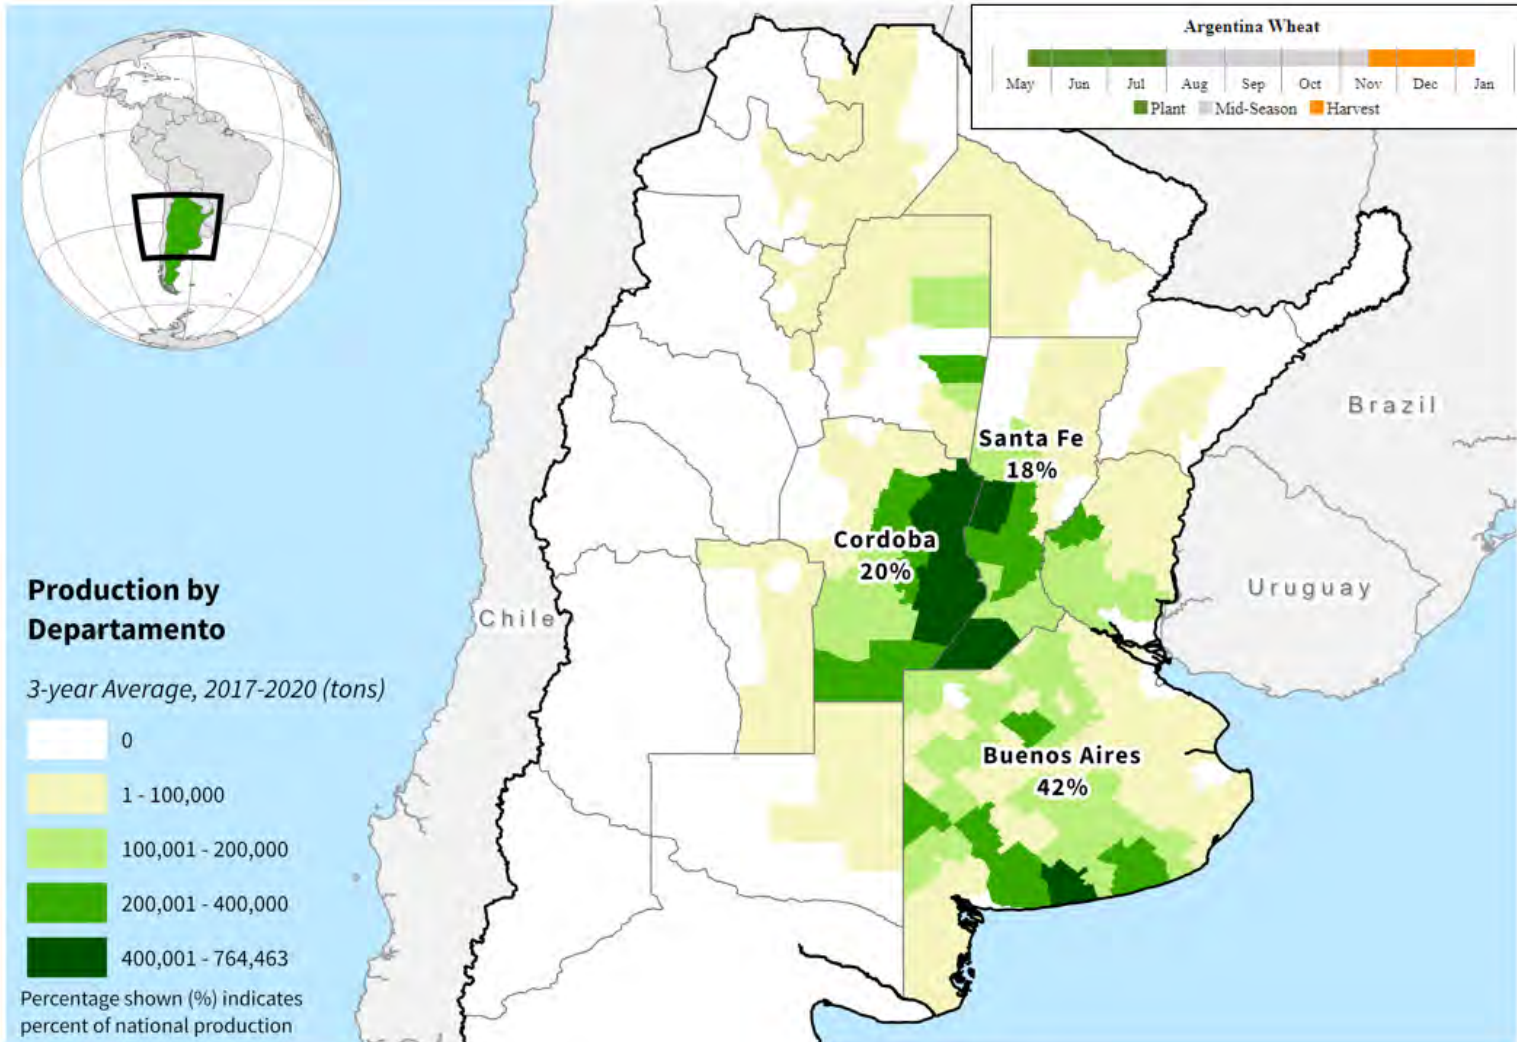 Argentina Wheat
May Jun Jul Aug Sep Oct Nov Dec Jan
Plant Mid-Season Harvest
Brazil
Santa Fe
18%
Cordoba
20%
Uruguay
Chile
Buenos Aires
42%
Production by
Departamento
3-year Average, 2017-2020 (tons)
0
1 - 100,000
100,001 - 200,000
200,001 - 400,000
400,001 - 764,463
Percentage shown (%) indicates
percent of national production